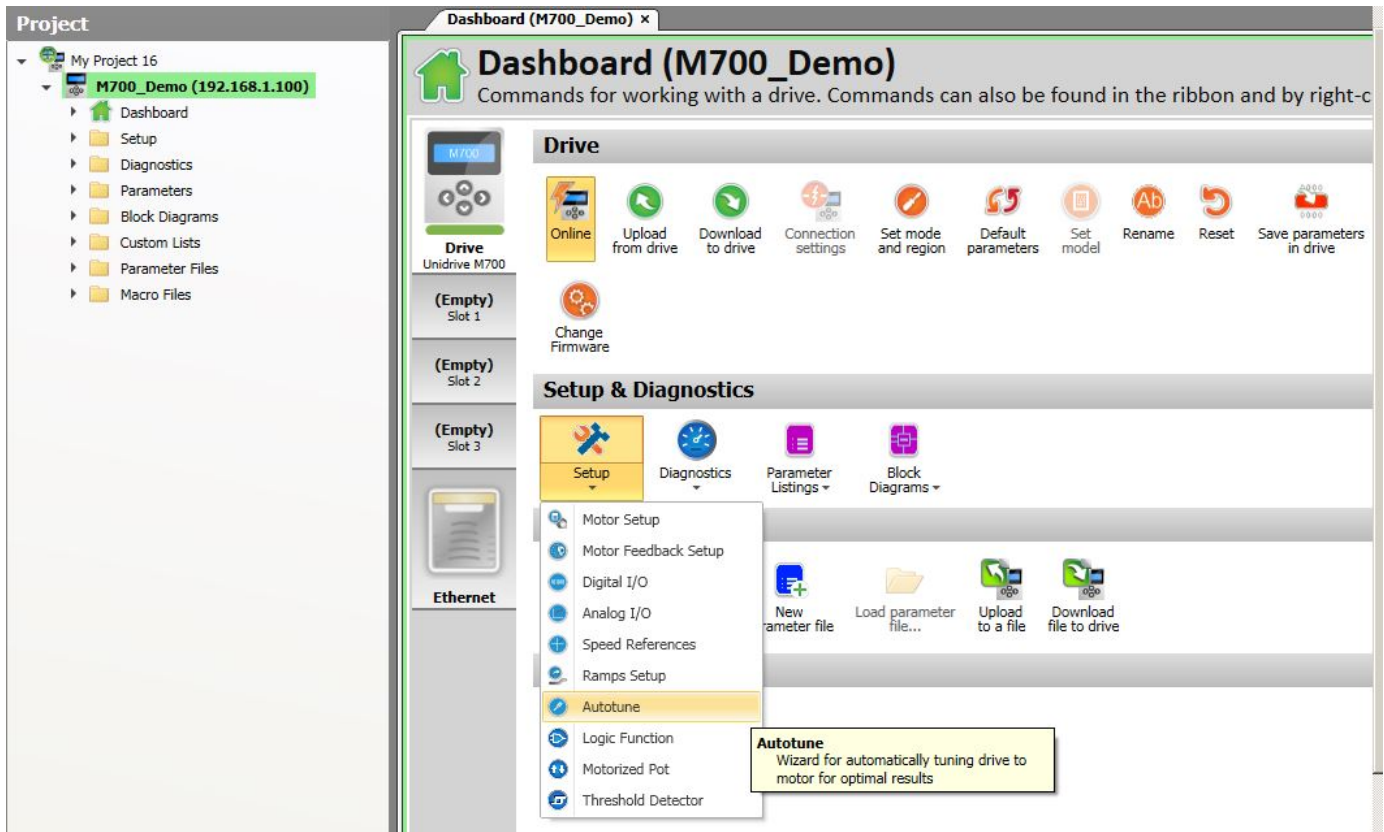 Project
My Project 16
M700_Demo (192.168.1.100)
Dashboard
Setup
Diagnostics
Parameters
Block Diagrams
Custom Lists
Parameter Files
Macro Files
Dashboard (M700_Demo) ×
Dashboard (M700_Demo)
Commands for working with a drive. Commands can also be found in the ribbon and by right-c
M700
Drive
Unidrive M700
(Empty)
Slot 1
(Empty)
Slot 2
(Empty)
Slot 3
Ethernet
Drive
Online
Upload
from drive
Download
to drive
Connection
settings
Set mode
and region
Default
parameters
Set
model
Ab
Rename
Reset
Save parameters
in drive
Change
Firmware
Setup & Diagnostics
Setup
Diagnostics
Parameter
Listings
Block
Diagrams
Motor Setup
Motor Feedback Setup
Digital I/O
Analog I/O
Speed References
Ramps Setup
Autotune
Logic Function
Motorized Pot
Threshold Detector
New
rameter file
Load parameter
file...
Upload
to a file
Download
file to drive
Autotune
Wizard for automatically tuning drive to
motor for optimal results